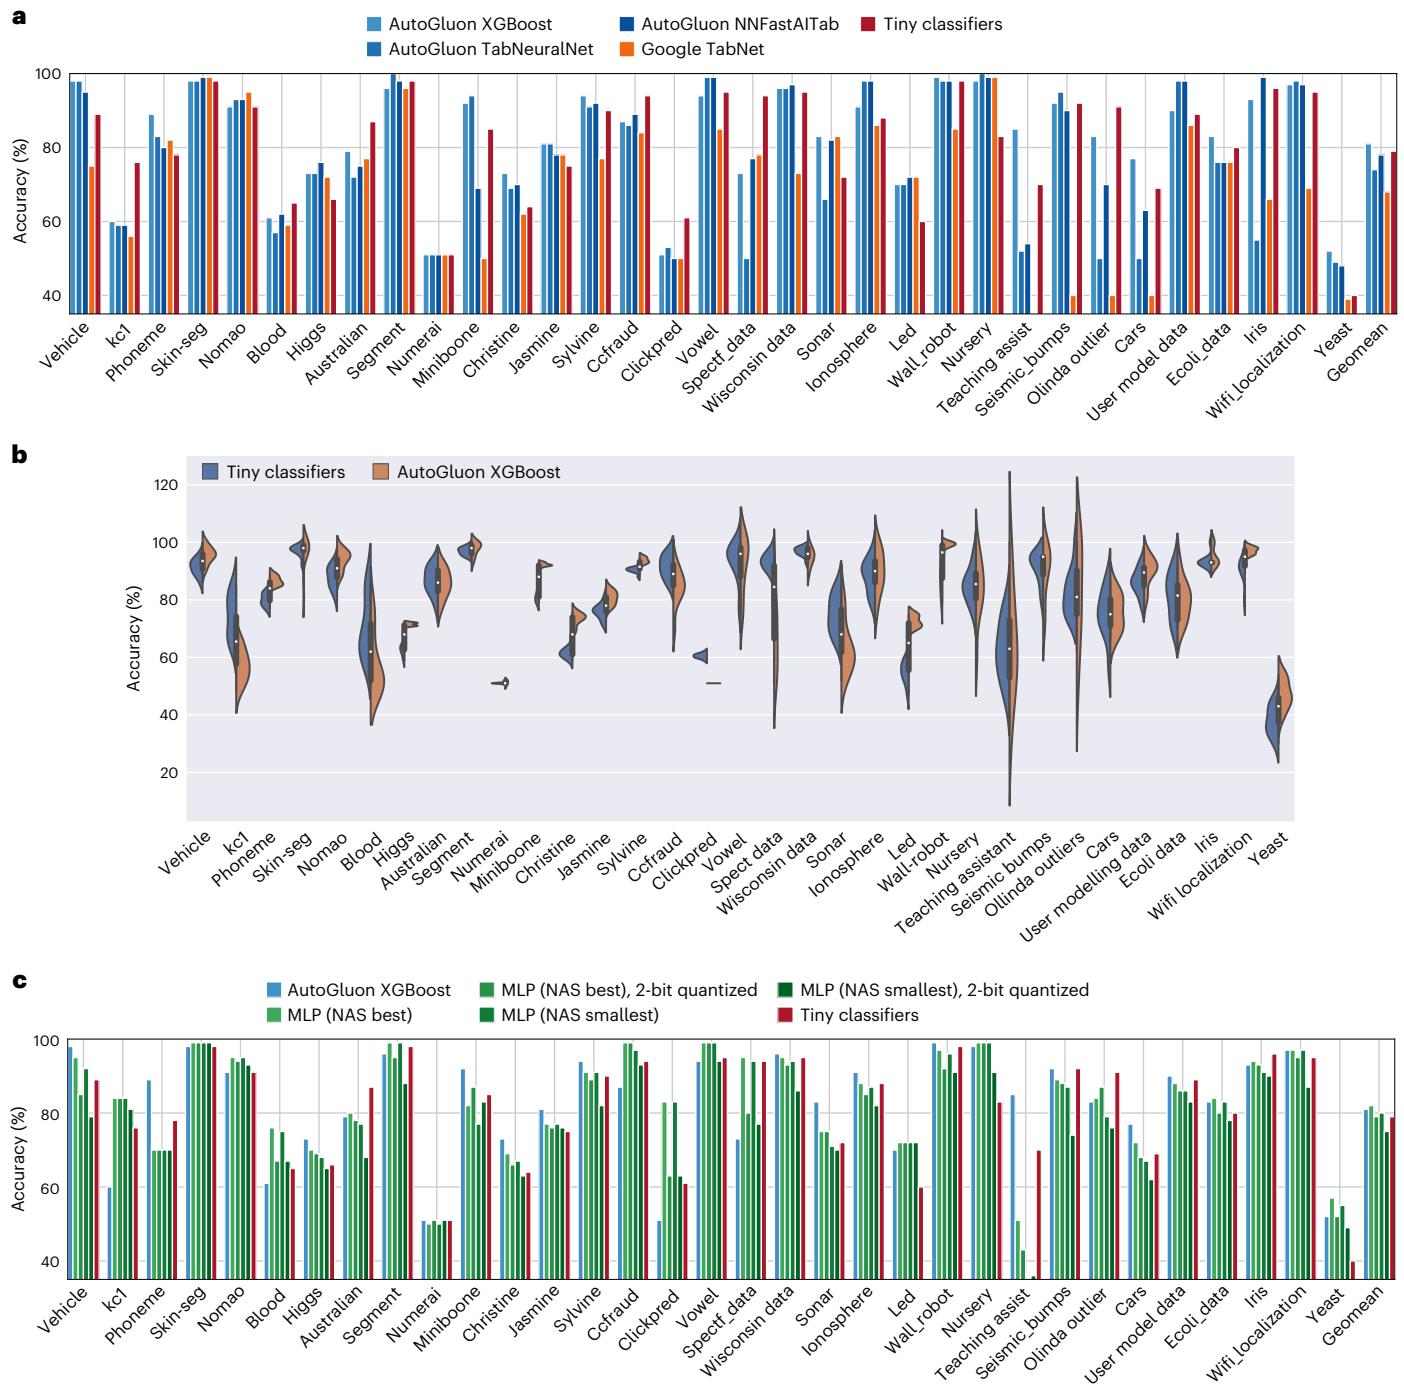 a
AutoGluon XGBoost
AutoGluon NNFastAITab
Tiny classifiers
AutoGluon TabNeuralNet
Google TabNet
Accuracy (%)
100
80
60
40
Vehicle
kc1
Phoneme
Skin-seg
Nomao
Blood
Higgs
Australian
Segment
Numerai
Miniboone
Christine
Jasmine
Sylvine
Ccfraud
Clickpred
Vowel
Spectf_data
Wisconsin data
Sonar
Ionosphere
Led
Wall_robot
Nursery
Teaching assist
Seismic_bumps
Olinda outlier
Cars
User model data
Ecoli_data
Iris
Wifi_localization
Yeast
Geomean
b
Tiny classifiers
AutoGluon XGBoost
Accuracy (%)
120
100
80
60
40
20
Vehicle
kc1
Phoneme
Skin-seg
Nomao
Blood
Higgs
Australian
Segment
Numerai
Miniboone
Christine
Jasmine
Sylvine
Ccfraud
Clickpred
Vowel
Spect data
Wisconsin data
Sonar
Ionosphere
Led
Wall-robot
Nursery
Teaching assistant
Seismic bumps
Ollinda outliers
Cars
User modelling data
Ecoli data
Iris
Wifi localization
Yeast
c
AutoGluon XGBoost
MLP (NAS best), 2-bit quantized
MLP (NAS smallest), 2-bit quantized
MLP (NAS best)
MLP (NAS smallest)
Tiny classifiers
Accuracy (%)
100
80
60
40
Vehicle
kc1
Phoneme
Skin-seg
Nomao
Blood
Higgs
Australian
Segment
Numerai
Miniboone
Christine
Jasmine
Sylvine
Ccfraud
Clickpred
Vowel
Spectf_data
Wisconsin data
Sonar
Ionosphere
Led
Wall_robot
Nursery
Teaching assist
Seismic_bumps
Olinda outlier
Cars
User model data
Ecoli_data
Iris
Wifi_localization
Yeast
Geomean